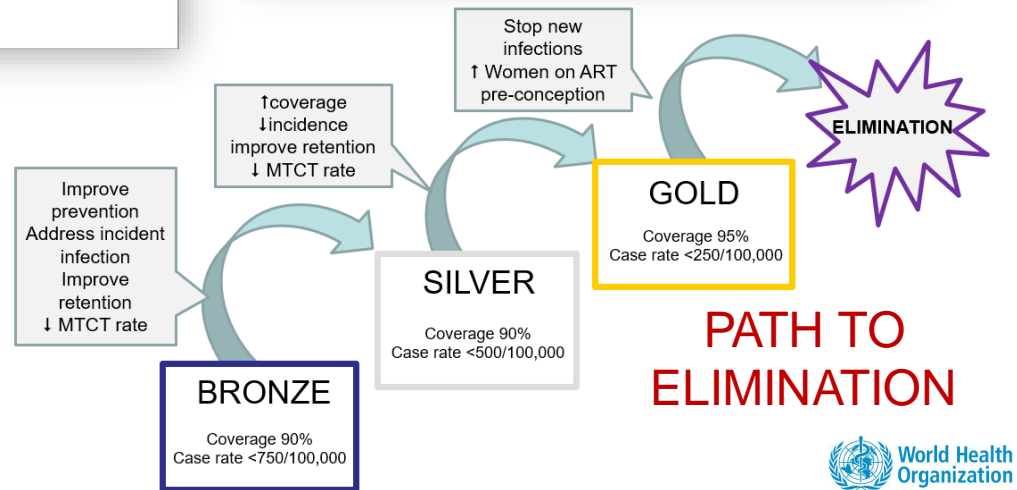 Stop new
infections
↑ Women on ART
pre-conception
ELIMINATION
↑coverage
↓incidence
improve retention
↓ MTCT rate
Improve
prevention
Address incident
infection
Improve
retention
↓ MTCT rate
GOLD
Coverage 95%
Case rate <250/100,000
SILVER
Coverage 90%
Case rate <500/100,000
BRONZE
Coverage 90%
Case rate <750/100,000
PATH TO
ELIMINATION
World Health
Organization